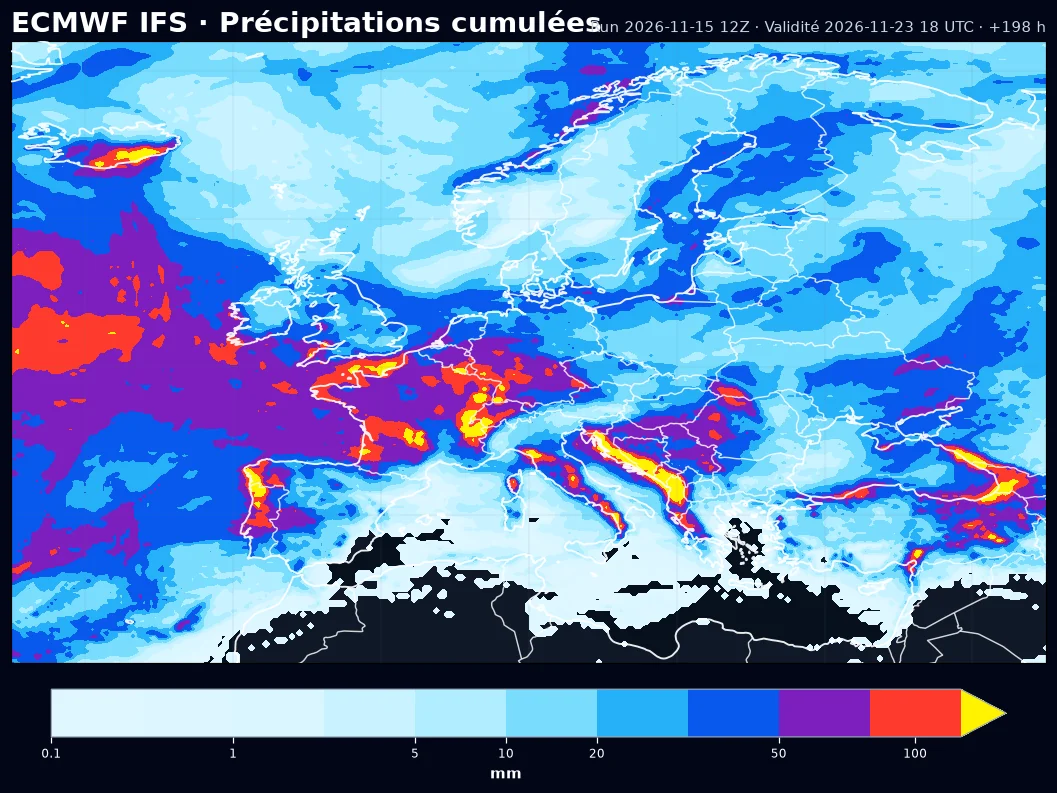 ECMWF IFS · Précipitations cumulées
Run 2026-11-15 12Z · Validité 2026-11-23 18 UTC · +198 h
0.1 1 5 10 20 50 100
mm